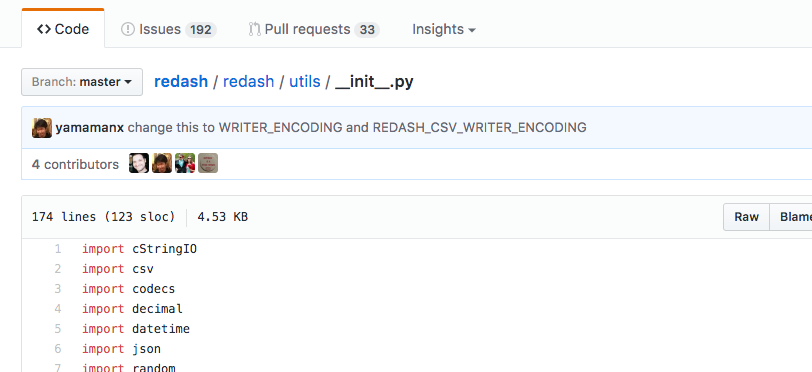 <> Code Issues 192 Pull requests 33 Insights
Branch: master redash / redash / utils / __init__.py
yamamanx change this to WRITER_ENCODING and REDASH_CSV_WRITER_ENCODING
4 contributors
174 lines (123 sloc) 4.53 KB Raw Blame
1 import cStringIO
2 import csv
3 import codecs
4 import decimal
5 import datetime
6 import json
7 import random